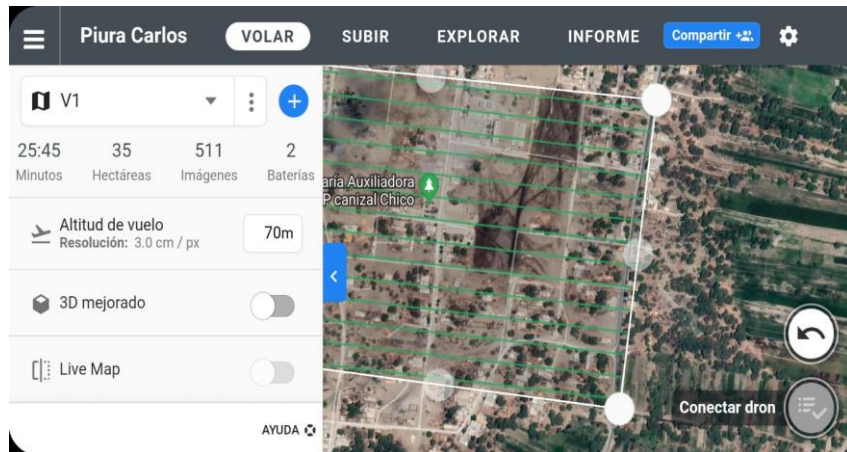 Piura Carlos
VOLAR
SUBIR
EXPLORAR
INFORME
Compartir
V1
25:45 35 511 2
Minutos Hectáreas Imágenes Baterías
Altitud de vuelo
Resolución: 3.0 cm / px
70m
3D mejorado
Live Map
AYUDA
aría Auxiliadora
canizal Chico
Conectar dron